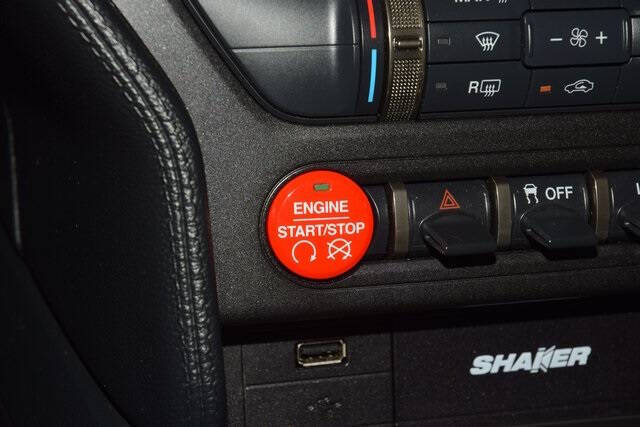 R
- +
ENGINE
START/STOP
OFF
SHAKER